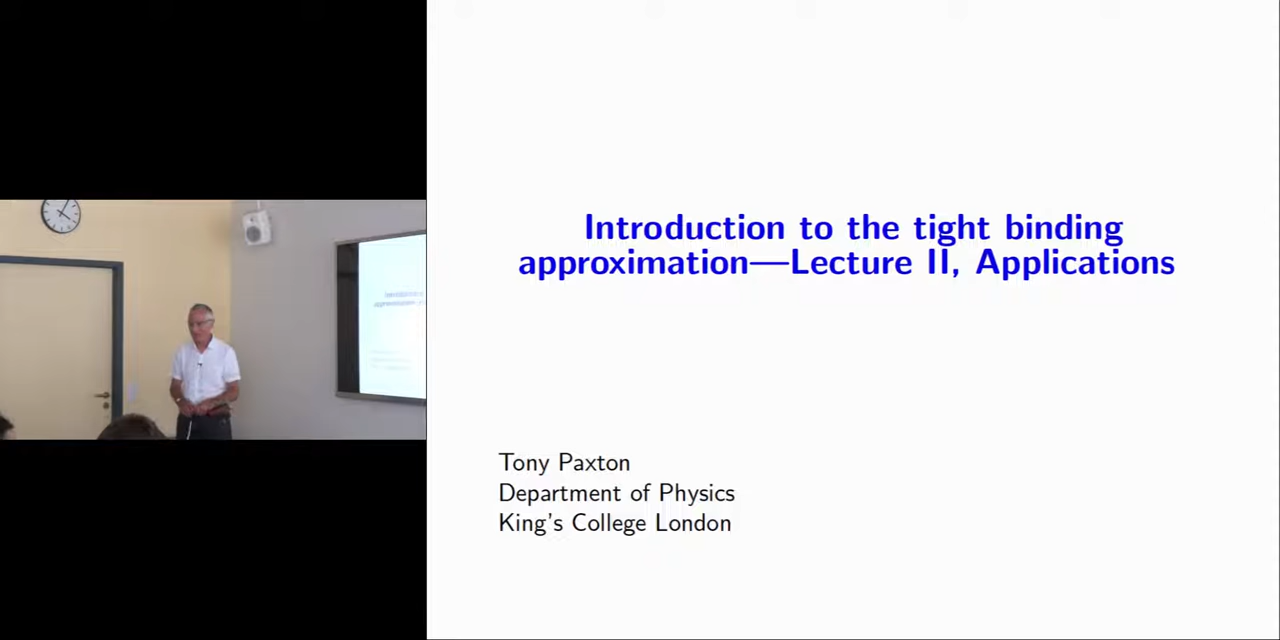 Introduction to the tight binding
approximation—Lecture II, Applications
Tony Paxton
Department of Physics
King's College London